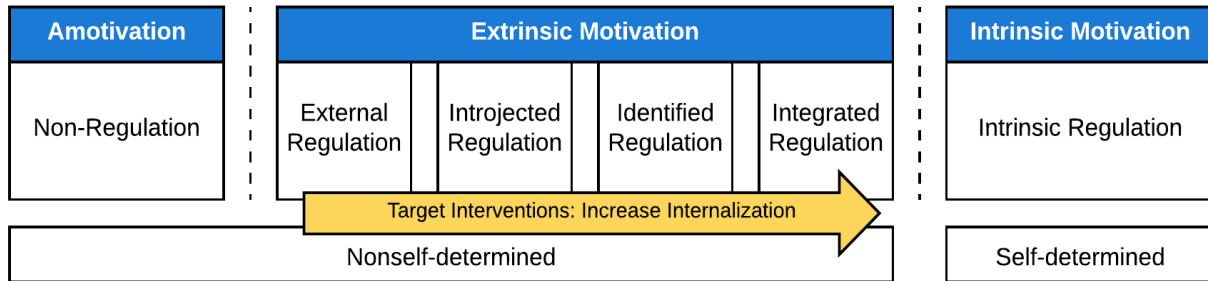 Amotivation
Extrinsic Motivation
Intrinsic Motivation
Non-Regulation
External
Regulation
Introjected
Regulation
Identified
Regulation
Integrated
Regulation
Intrinsic Regulation
Target Interventions: Increase Internalization
Nonself-determined
Self-determined